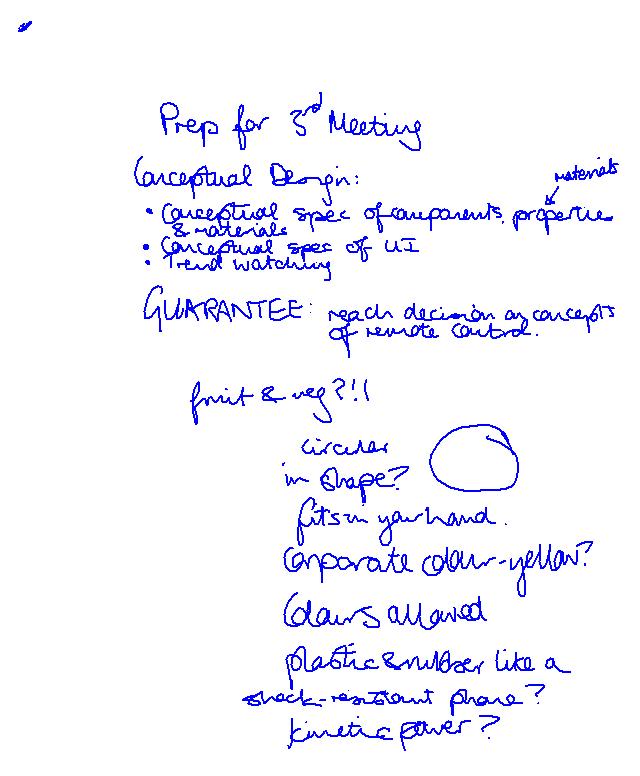 Prep for 3rd Meeting
Conceptual Design:
materials
• Conceptual spec of components, properties
& materials
• Conceptual spec of UI
• Trend watching
GUARANTEE: reach decision on concepts
of remote control.
fruit & veg?!!
circular
in shape?
fits in your hand.
Corporate colour-yellow?
Colours allowed
plastic & rubber like a
shock-resistant phone?
kinetic power?